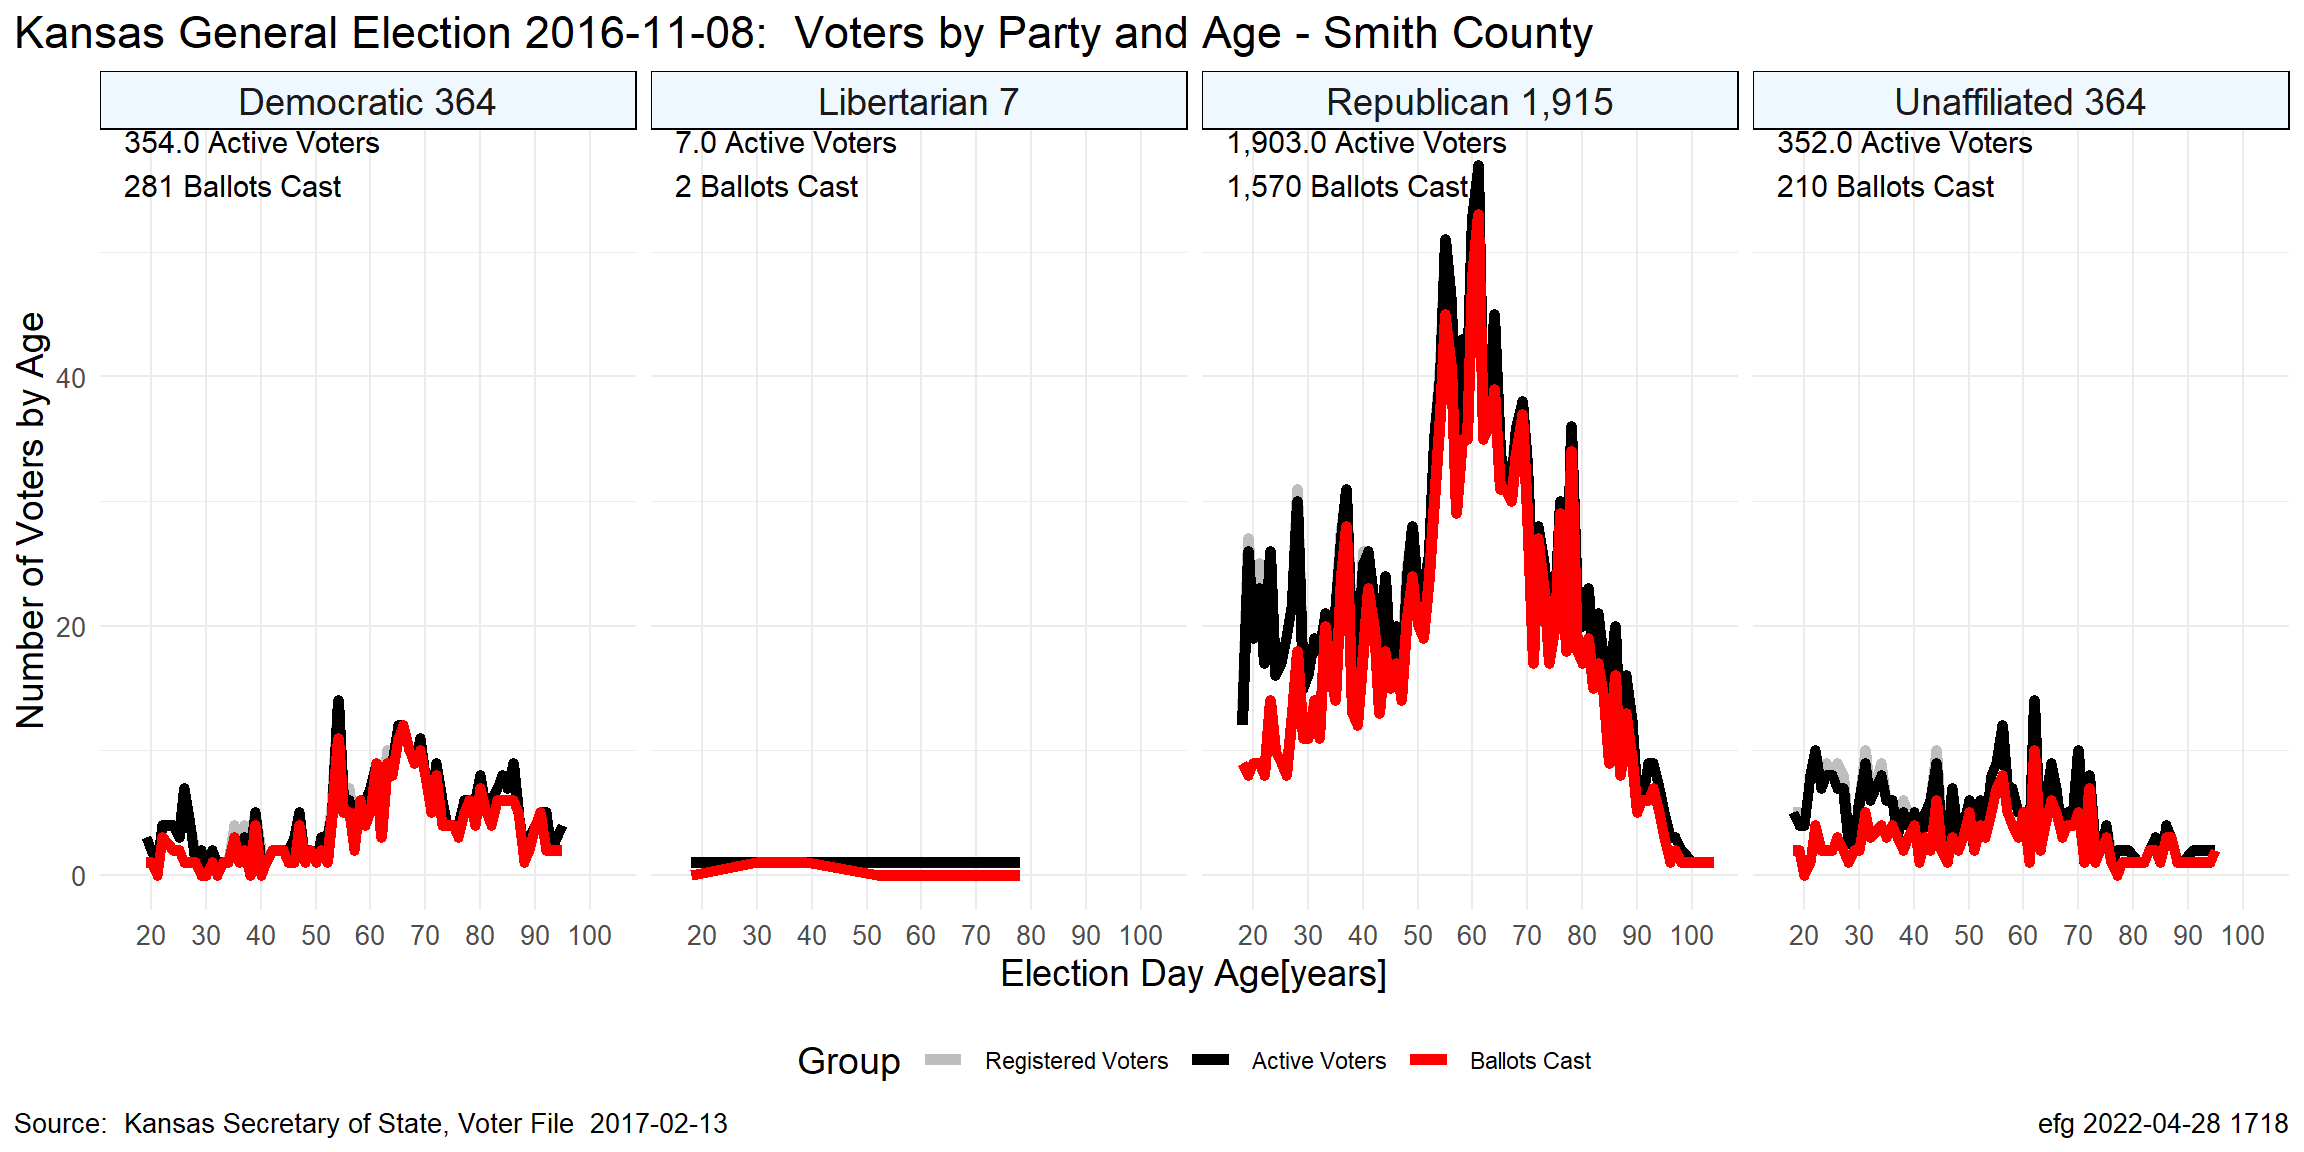 Kansas General Election 2016-11-08:  Voters by Party and Age - Smith County
Democratic 364
Libertarian 7
Republican 1,915
Unaffiliated 364
354.0 Active Voters
281 Ballots Cast
7.0 Active Voters
2 Ballots Cast
1,903.0 Active Voters
1,570 Ballots Cast
352.0 Active Voters
210 Ballots Cast
Number of Voters by Age
40
20
0
20 30 40 50 60 70 80 90 100
20 30 40 50 60 70 80 90 100
20 30 40 50 60 70 80 90 100
20 30 40 50 60 70 80 90 100
Election Day Age[years]
Group Registered Voters Active Voters Ballots Cast
Source:  Kansas Secretary of State, Voter File  2017-02-13
efg 2022-04-28 1718